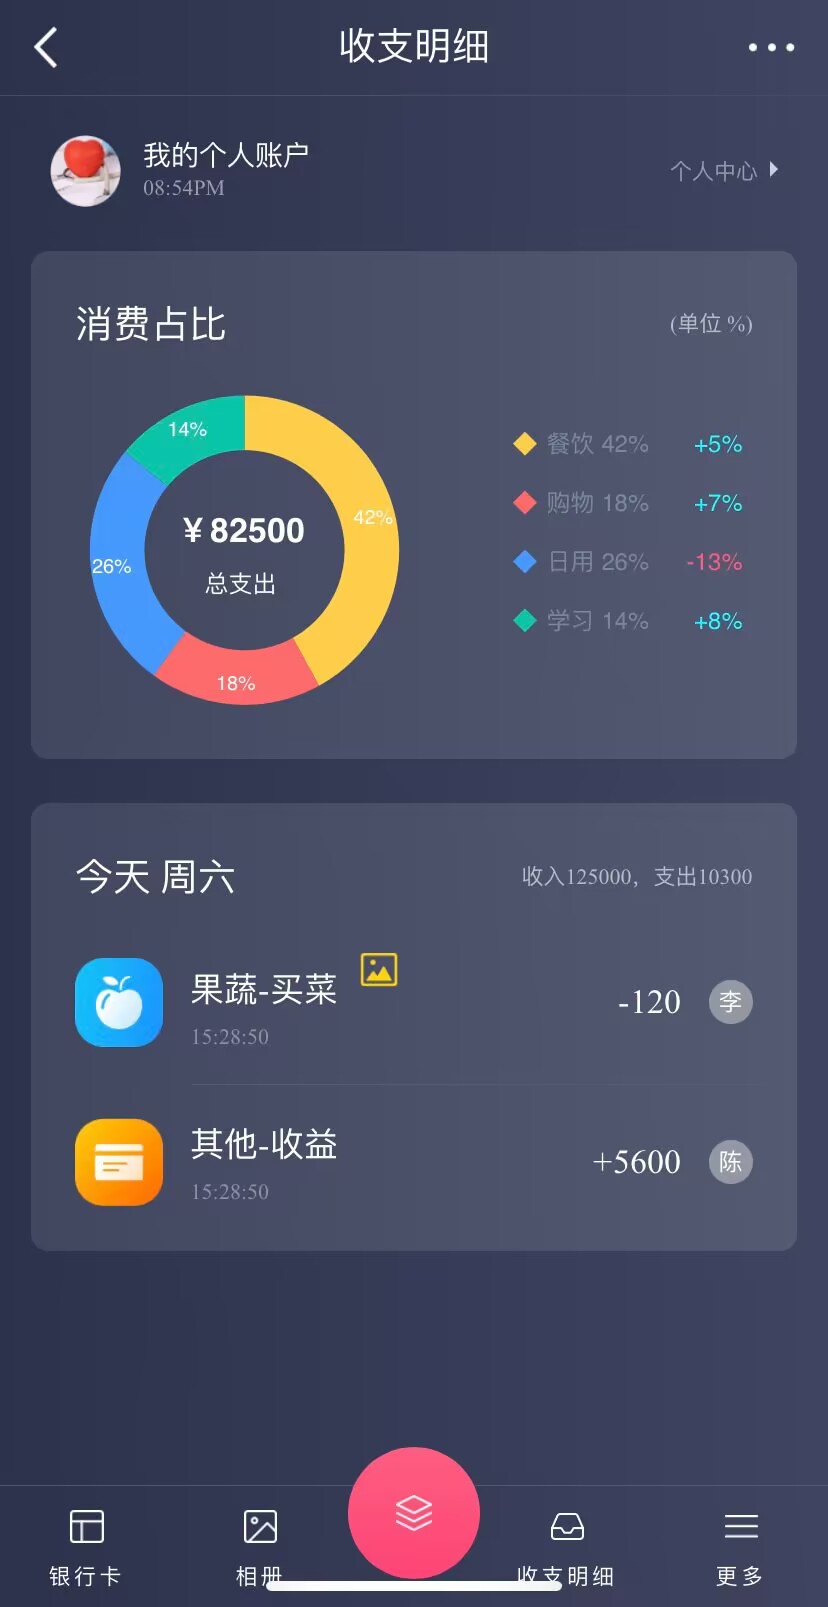 收支明细
我的个人账户
08:54PM
个人中心
消费占比
(单位 %)
14%
42%
26%
18%
￥82500
总支出
餐饮 42% +5%
购物 18% +7%
日用 26% -13%
学习 14% +8%
今天 周六
收入125000，支出10300
果蔬-买菜
15:28:50
-120
李
其他-收益
15:28:50
+5600
陈
银行卡
相册
收支明细
更多